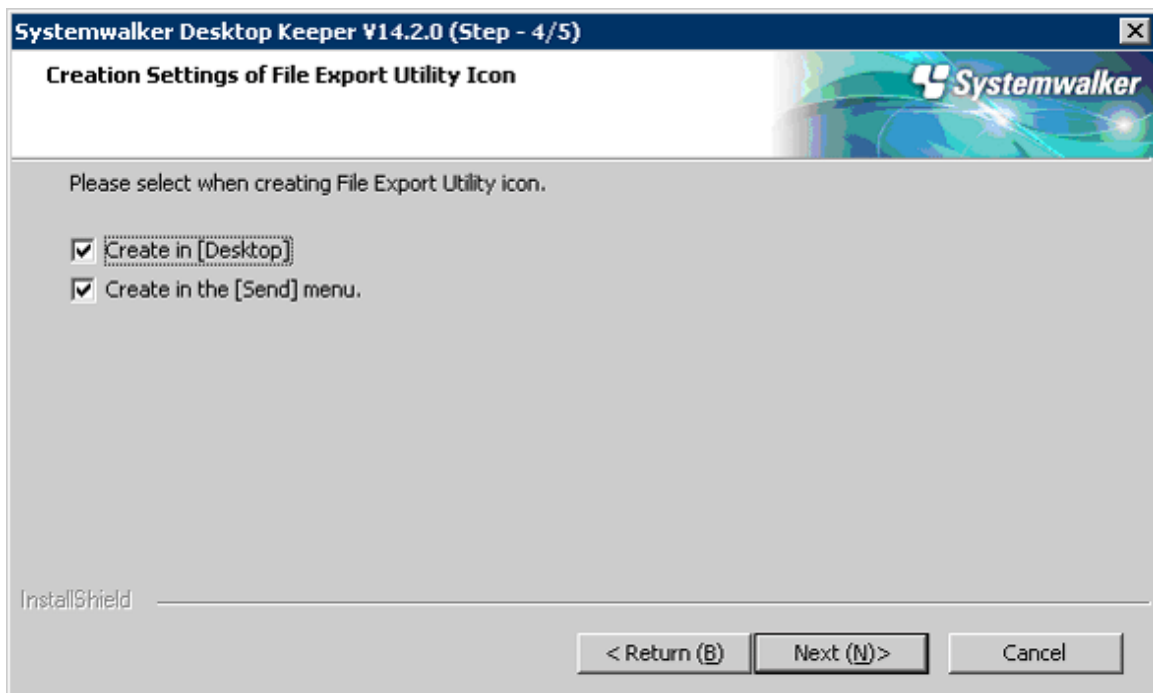 Systemwalker Desktop Keeper V14.2.0 (Step - 4/5)
Creation Settings of File Export Utility Icon
Systemwalker
Please select when creating File Export Utility icon.
Create in [Desktop]
Create in the [Send] menu.
InstallShield
< Return (B)
Next (N)>
Cancel